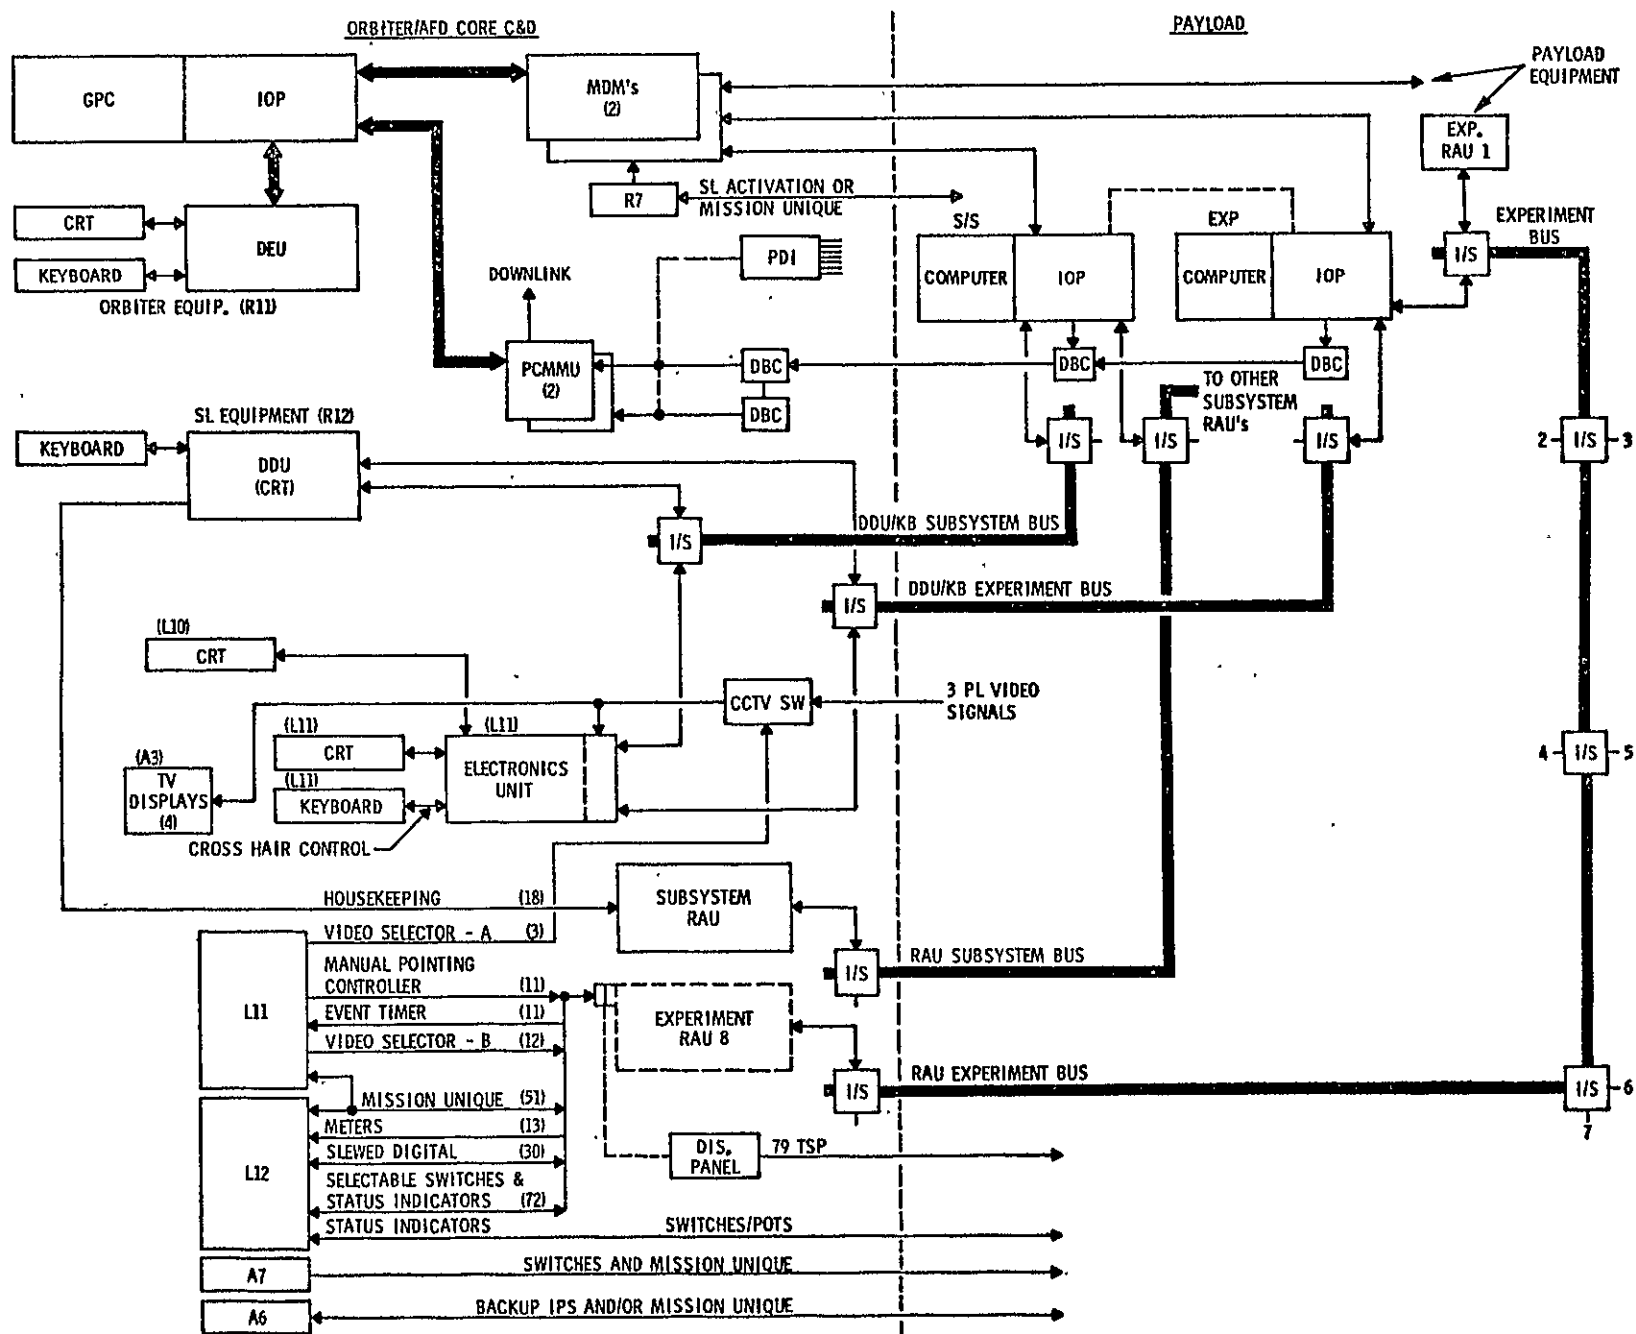 ORBITER/AFD CORE C&D
PAYLOAD
PAYLOAD
EQUIPMENT
GPC
IOP
MDM's
(2)
EXP.
RAU 1
R7
SL ACTIVATION OR
MISSION UNIQUE
CRT
KEYBOARD
DEU
ORBITER EQUIP. (R11)
S/S
COMPUTER
IOP
EXP
COMPUTER
IOP
I/S
EXPERIMENT
BUS
PDI
DOWNLINK
PCMMU
(2)
DBC
DBC
DBC
DBC
TO OTHER
SUBSYSTEM
RAU's
SL EQUIPMENT (R12)
KEYBOARD
DDU
(CRT)
I/S
I/S
I/S
2
I/S
3
I/S
DDU/KB SUBSYSTEM BUS
I/S
DDU/KB EXPERIMENT BUS
(L10)
CRT
CCTV SW
3 PL VIDEO
SIGNALS
(L11)
CRT
(L11)
KEYBOARD
(L11)
ELECTRONICS
UNIT
(A3)
TV
DISPLAYS
(4)
CROSS HAIR CONTROL
4
I/S
5
HOUSEKEEPING (18)
SUBSYSTEM
RAU
VIDEO SELECTOR - A (3)
I/S
RAU SUBSYSTEM BUS
L11
MANUAL POINTING
CONTROLLER (11)
EVENT TIMER (11)
VIDEO SELECTOR - B (12)
EXPERIMENT
RAU 8
I/S
RAU EXPERIMENT BUS
I/S
6
7
L12
MISSION UNIQUE (51)
METERS (13)
SLEWED DIGITAL (30)
SELECTABLE SWITCHES &
STATUS INDICATORS (72)
DIS.
PANEL
79 TSP
STATUS INDICATORS
SWITCHES/POTS
A7
SWITCHES AND MISSION UNIQUE
A6
BACKUP IPS AND/OR MISSION UNIQUE